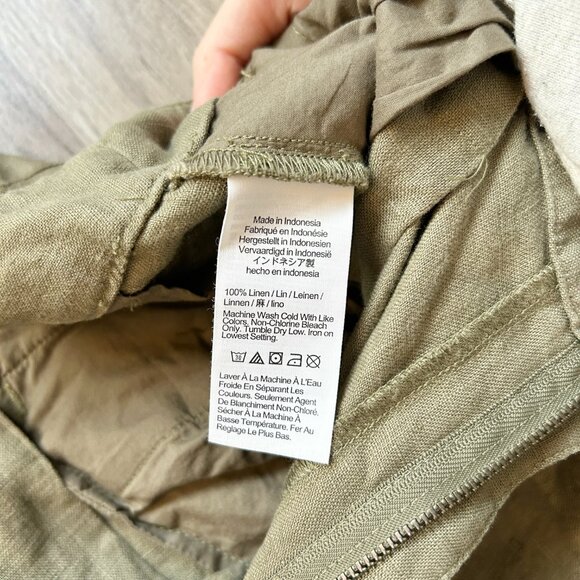 Made in Indonesia
Fabriqué en Indonésie
Hergestellt in Indonesien
Vervaardigd in Indonesië
インドネシア製
hecho en indonesia
100% Linen / Lin / Leinen /
Linnen / 麻 / lino
Machine Wash Cold With Like
Colors, Non-Chlorine Bleach
Only. Tumble Dry Low. Iron on
Lowest Setting.
Laver À La Machine À L'Eau
Froide En Séparant Les
Couleurs. Seulement Agent
De Blanchiment Non-Chloré.
Sécher À La Machine À
Basse Température. Fer Au
Reglage Le Plus Bas.